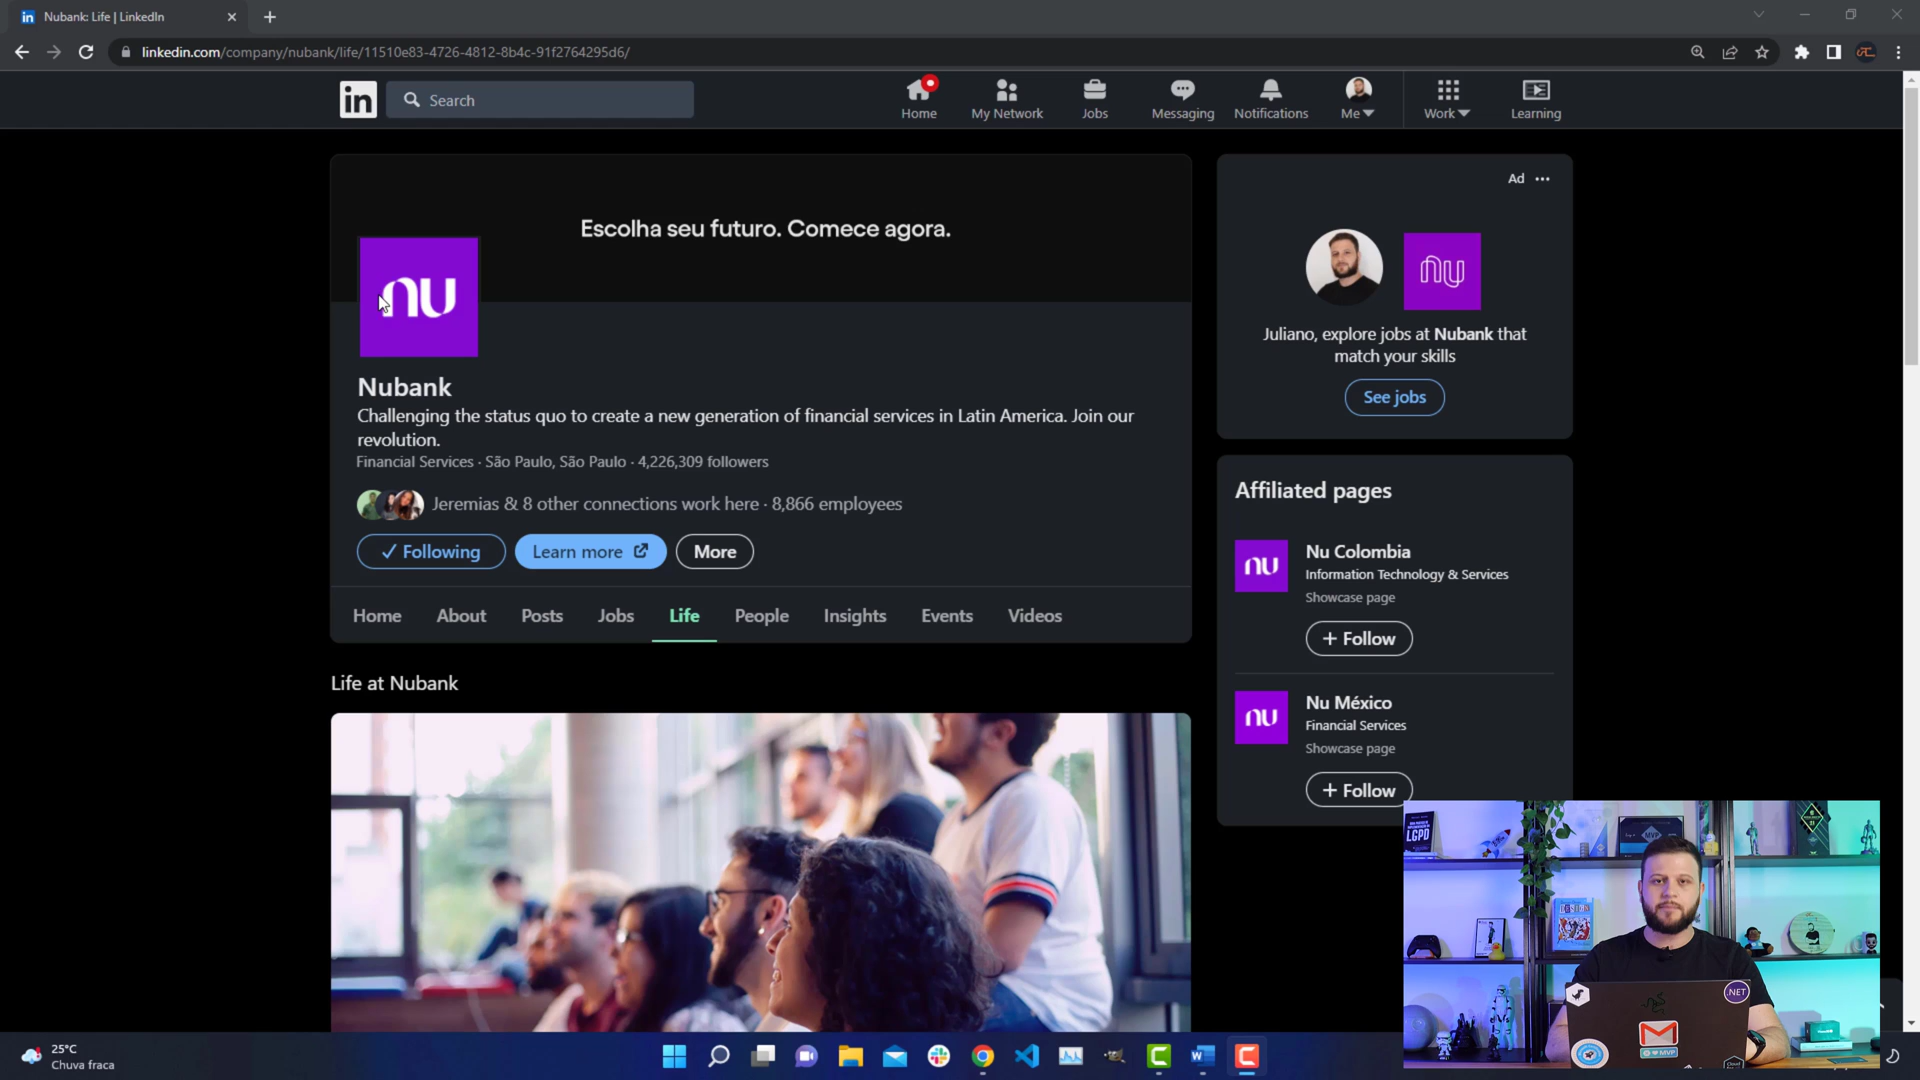 Nubank: Life | LinkedIn
linkedin.com/company/nubank/life/11510e83-4726-4812-8b4c-91f2764295d6/
in
Search
Home
My Network
Jobs
Messaging
Notifications
Me
Work
Learning
Escolha seu futuro. Comece agora.
nu
Nubank
Challenging the status quo to create a new generation of financial services in Latin America. Join our
revolution.
Financial Services · São Paulo, São Paulo · 4,226,309 followers
Jeremias & 8 other connections work here · 8,866 employees
✓ Following
Learn more
More
Home
About
Posts
Jobs
Life
People
Insights
Events
Videos
Life at Nubank
Ad
nu
Juliano, explore jobs at Nubank that
match your skills
See jobs
Affiliated pages
nu
Nu Colombia
Information Technology & Services
Showcase page
+ Follow
nu
Nu México
Financial Services
Showcase page
+ Follow
LGPD
MVP
.NET
MVP
25°C
Chuva fraca